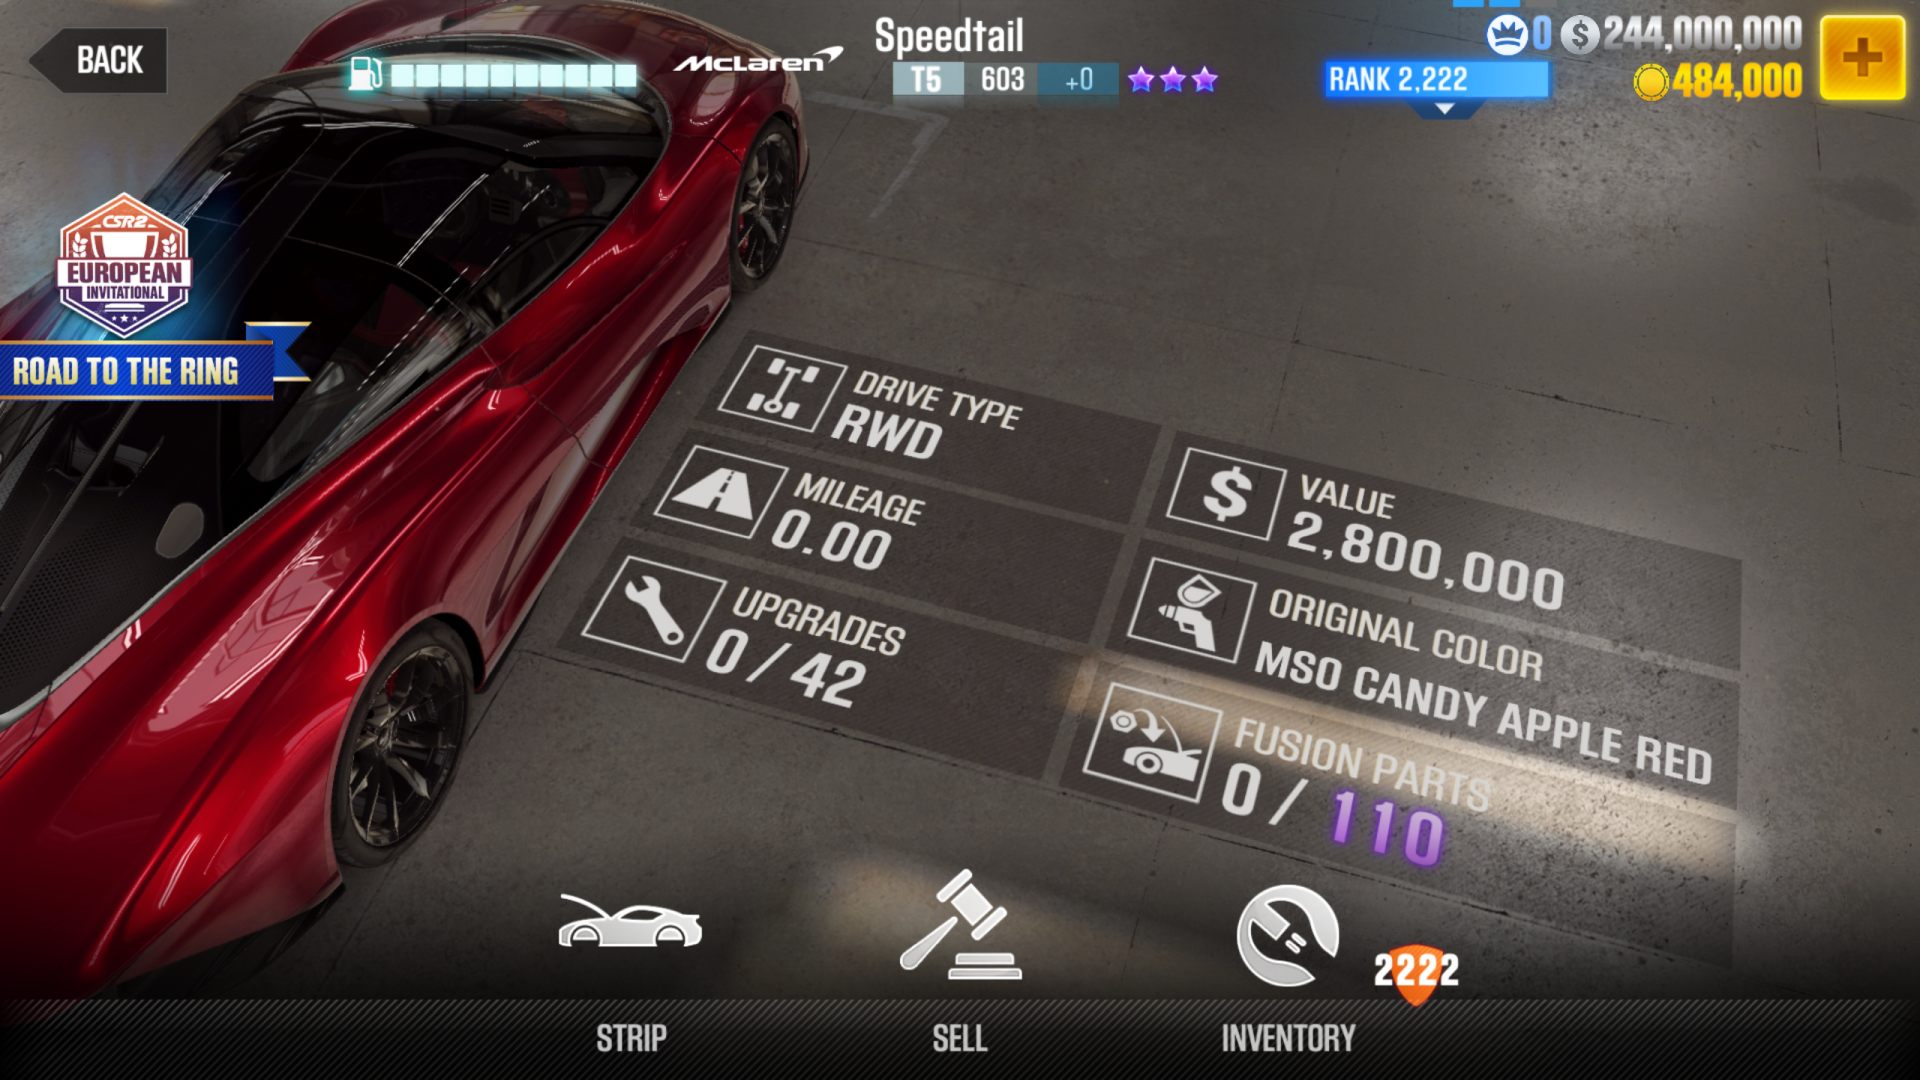 BACK
McLaren
Speedtail
T5 603 +0
RANK 2,222
0 $ 244,000,000
484,000
CSR2
EUROPEAN
INVITATIONAL
ROAD TO THE RING
DRIVE TYPE
RWD
MILEAGE
0.00
UPGRADES
0/42
$ VALUE
2,800,000
ORIGINAL COLOR
MSO CANDY APPLE RED
FUSION PARTS
0/ 110
2222
STRIP
SELL
INVENTORY